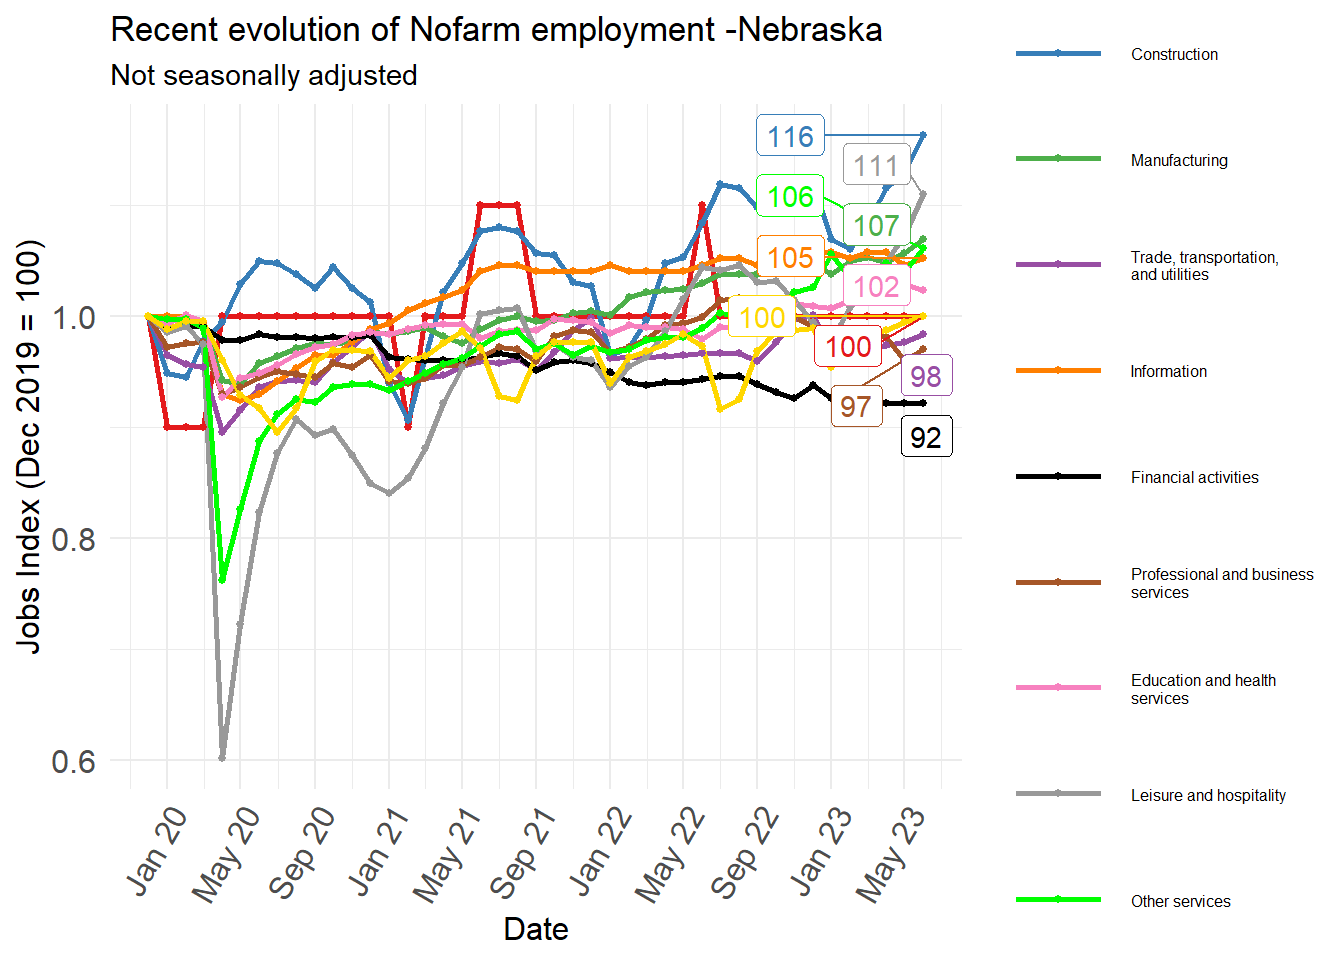 Recent evolution of Nofarm employment -Nebraska
Not seasonally adjusted
Jobs Index (Dec 2019 = 100)
1.0
0.8
0.6
116
111
106
107
105
102
100
100
98
97
92
Jan 20
May 20
Sep 20
Jan 21
May 21
Sep 21
Jan 22
May 22
Sep 22
Jan 23
May 23
Date
Construction
Manufacturing
Trade, transportation,
and utilities
Information
Financial activities
Professional and business
services
Education and health
services
Leisure and hospitality
Other services